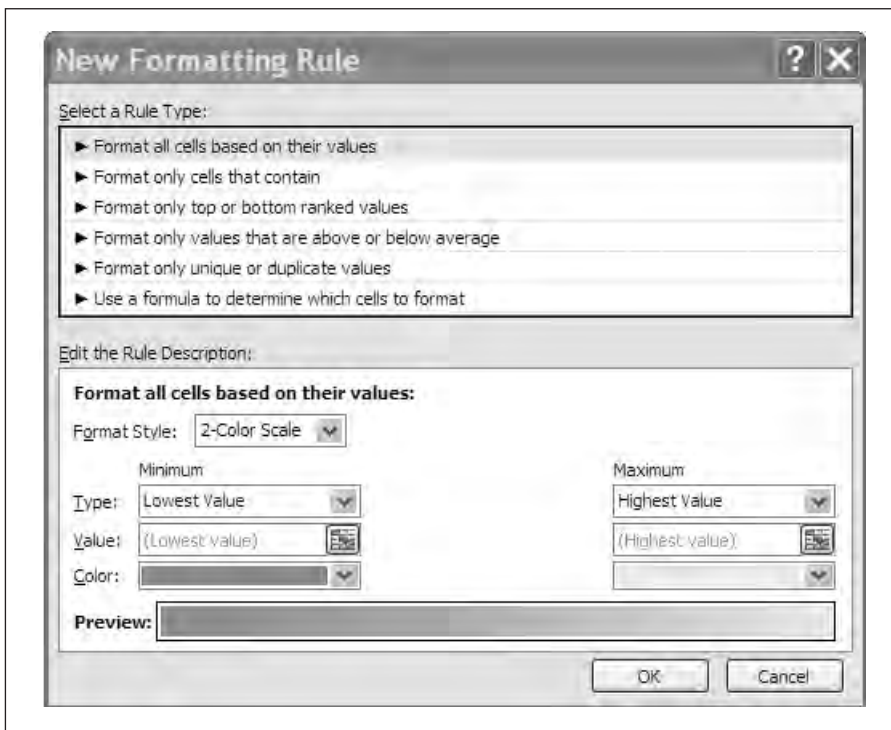 New Formatting Rule ? X
Select a Rule Type:
► Format all cells based on their values
► Format only cells that contain
► Format only top or bottom ranked values
► Format only values that are above or below average
► Format only unique or duplicate values
► Use a formula to determine which cells to format
Edit the Rule Description:
Format all cells based on their values:
Format Style: 2-Color Scale
Minimum Maximum
Type: Lowest Value Highest Value
Value: (Lowest value) (Highest value)
Color:
Preview:
OK Cancel